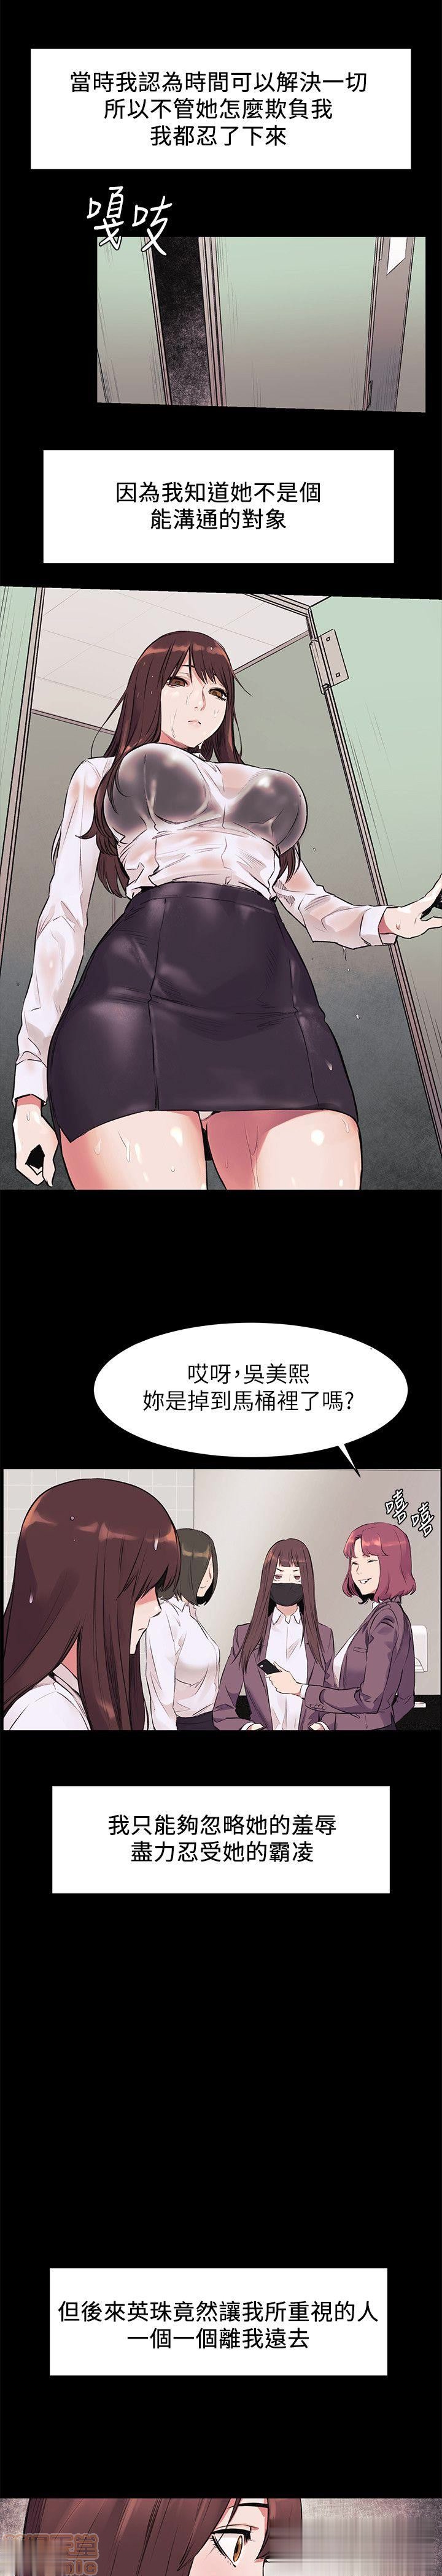 當時我認為時間可以解決一切
所以不管她怎麼欺負我
我都忍了下來
嘎吱
因為我知道她不是個
能溝通的對象
哎呀，吳美熙
妳是掉到馬桶裡了嗎?
嘻嘻
我只能夠忽略她的羞辱
盡力忍受她的霸凌
但後來英珠竟然讓我所重視的人
一個一個離我遠去